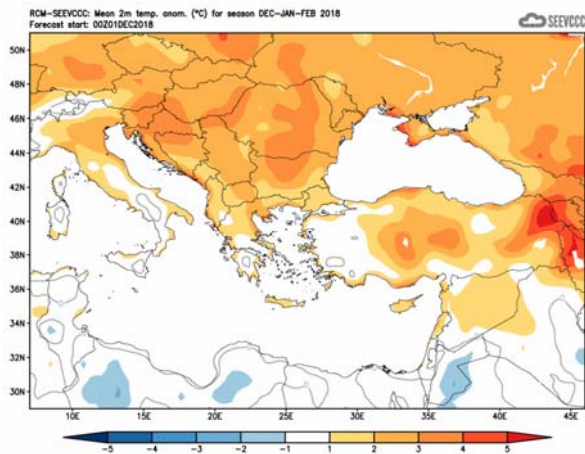 RCM-SEEVCCC: Mean 2m temp. anom. (°C) for season DEC-JAN-FEB 2018
Forecast start: 00Z01DEC2018
SEEVCCC
50N
48N
46N
44N
42N
40N
38N
36N
34N
32N
30N
10E 15E 20E 25E 30E 35E 40E 45E
-5 -4 -3 -2 -1 1 2 3 4 5